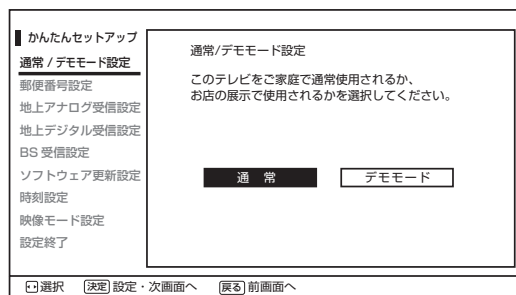 かんたんセットアップ
通常 / デモモード設定
郵便番号設定
地上アナログ受信設定
地上デジタル受信設定
BS 受信設定
ソフトウェア更新設定
時刻設定
映像モード設定
設定終了
通常/デモモード設定
このテレビをご家庭で通常使用されるか、
お店の展示で使用されるかを選択してください。
通 常 デモモード
選択 決定 設定・次画面へ 戻る 前画面へ